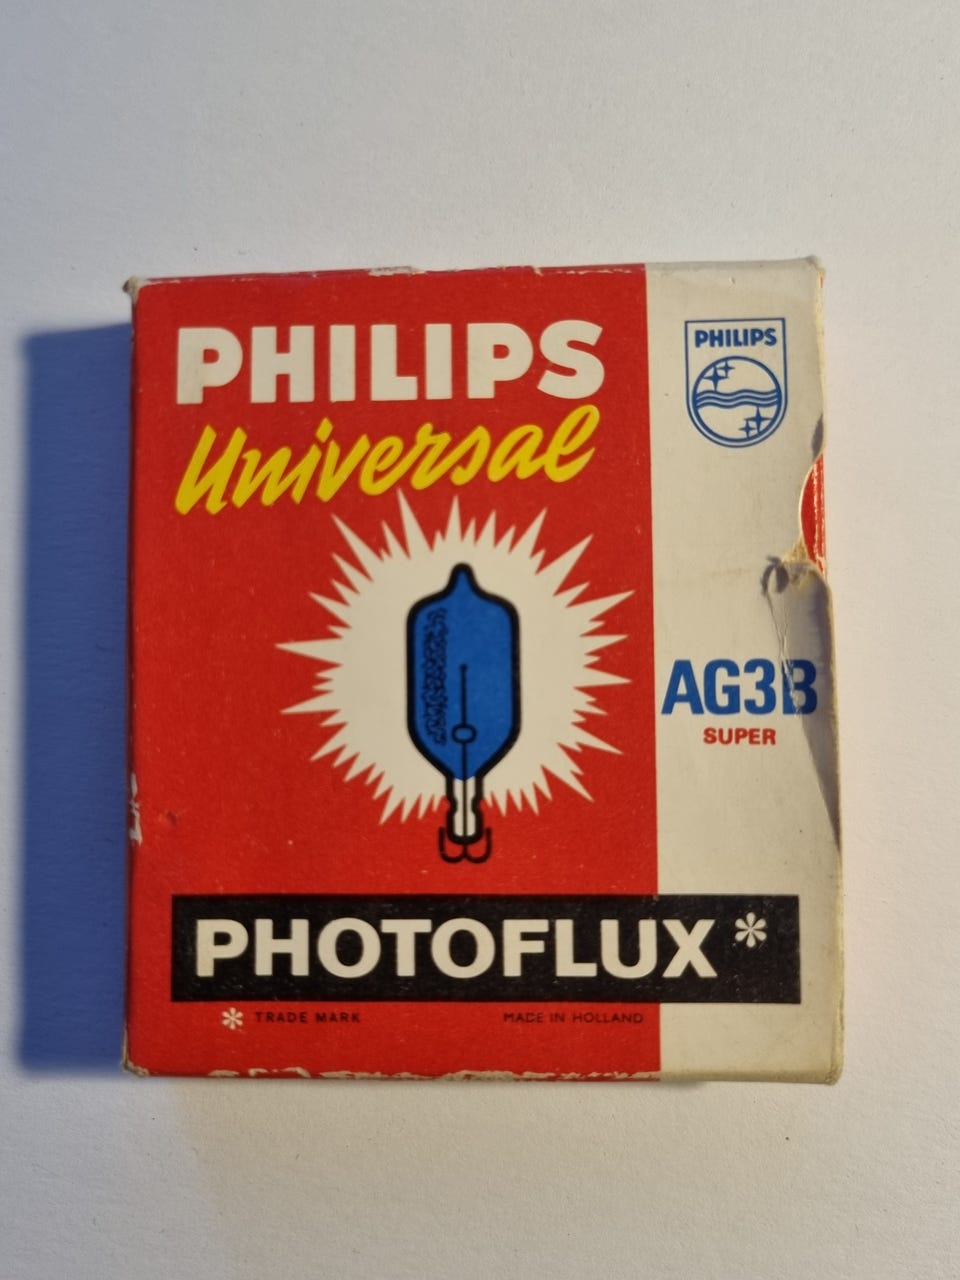 PHILIPS
Universal
PHILIPS
AG3B
SUPER
PHOTOFLUX*
* TRADE MARK
MADE IN HOLLAND